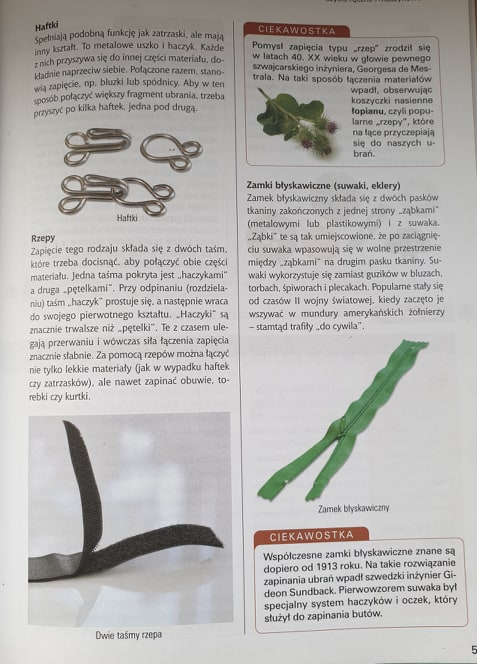 Haftki
Spełniają podobną funkcję jak zatrzaski, ale mają
inny kształt. To metalowe uszko i haczyk. Każde
z nich przyszywa się do innej części materiału, do-
kładnie naprzeciw siebie. Połączone razem, stano-
wią zapięcie, np. bluzki lub spódnicy. Aby w ten
sposób połączyć większy fragment ubrania, trzeba
przyszyć po kilka haftek, jedna pod drugą.
Haftki
Rzepy
Zapięcie tego rodzaju składa się z dwóch taśm,
które trzeba docisnąć, aby połączyć obie części
materiału. Jedna taśma pokryta jest „haczykami"
a druga „pętelkami". Przy odpinaniu (rozdziela-
niu) taśm „haczyk" prostuje się, a następnie wraca
do swojego pierwotnego kształtu. „Haczyki" są
znacznie trwalsze niż „pętelki". Te z czasem ule-
gają przerwaniu i wówczas siła łączenia zapięcia
znacznie słabnie. Za pomocą rzepów można łączyć
nie tylko lekkie materiały (jak w wypadku haftek
czy zatrzasków), ale nawet zapinać obuwie, to-
rebki czy kurtki.
Dwie taśmy rzepa
CIEKAWOSTKA
Pomysł zapięcia typu „rzep" zrodził się
w latach 40. XX wieku w głowie pewnego
szwajcarskiego inżyniera, Georgesa de Mes-
trala. Na taki sposób łączenia materiałów
wpadł, obserwując
koszyczki nasienne
łopianu, czyli popu-
larne „rzepy", które
na łące przyczepiają
się do naszych u-
brań.
Zamki błyskawiczne (suwaki, eklery)
Zamek błyskawiczny składa się z dwóch pasków
tkaniny zakończonych z jednej strony „ząbkami"
(metalowymi lub plastikowymi) i z suwaka.
„Ząbki" te są tak umiejscowione, że po zaciągnię-
ciu suwaka wpasowują się w wolne przestrzenie
między „ząbkami" na drugim pasku tkaniny. Su-
waki wykorzystuje się zamiast guzików w bluzach,
torbach, śpiworach i plecakach. Popularne stały się
od czasów II wojny światowej, kiedy zaczęto je
wszywać w mundury amerykańskich żołnierzy
– stamtąd trafiły „do cywila".
Zamek błyskawiczny
CIEKAWOSTKA
Współczesne zamki błyskawiczne znane są
dopiero od 1913 roku. Na takie rozwiązanie
zapinania ubrań wpadł szwedzki inżynier Gi-
deon Sundback. Pierwowzorem suwaka był
specjalny system haczyków i oczek, który
służył do zapinania butów.
5